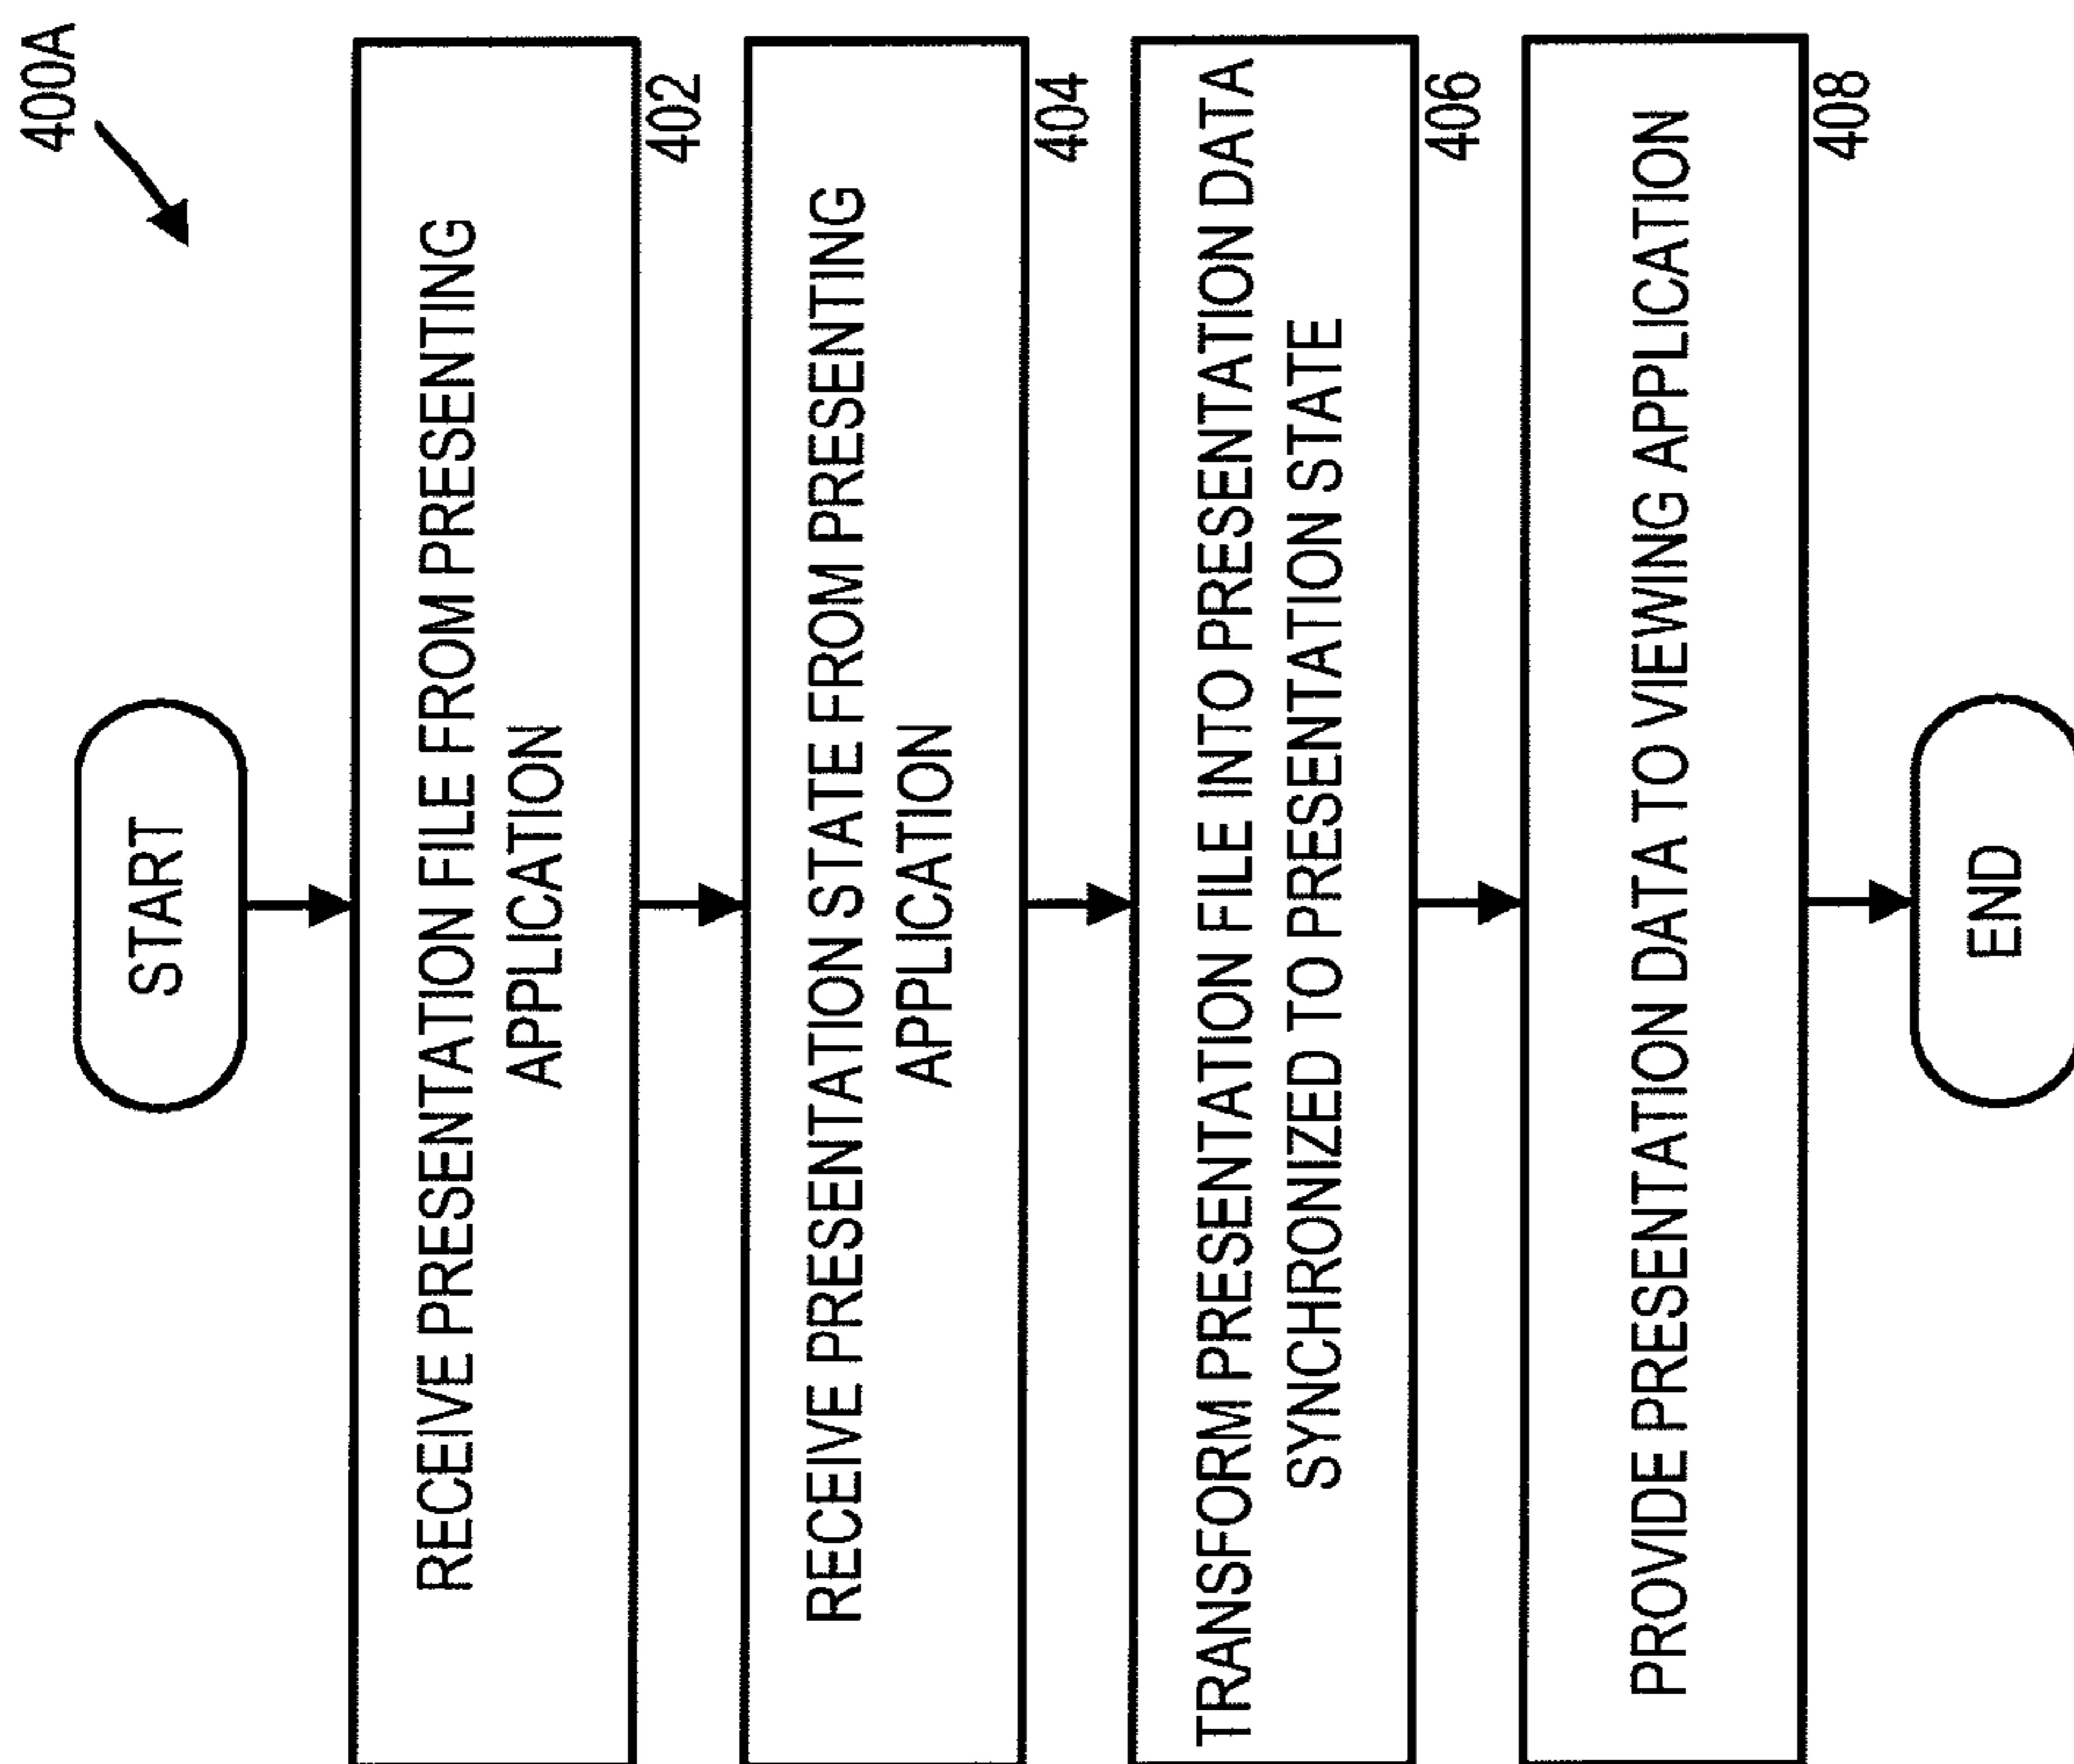 400A
START
RECEIVE PRESENTATION FILE FROM PRESENTING
APPLICATION
402
RECEIVE PRESENTATION STATE FROM PRESENTING
APPLICATION
404
TRANSFORM PRESENTATION FILE INTO PRESENTATION DATA
SYNCHRONIZED TO PRESENTATION STATE
406
PROVIDE PRESENTATION DATA TO VIEWING APPLICATION
408
END